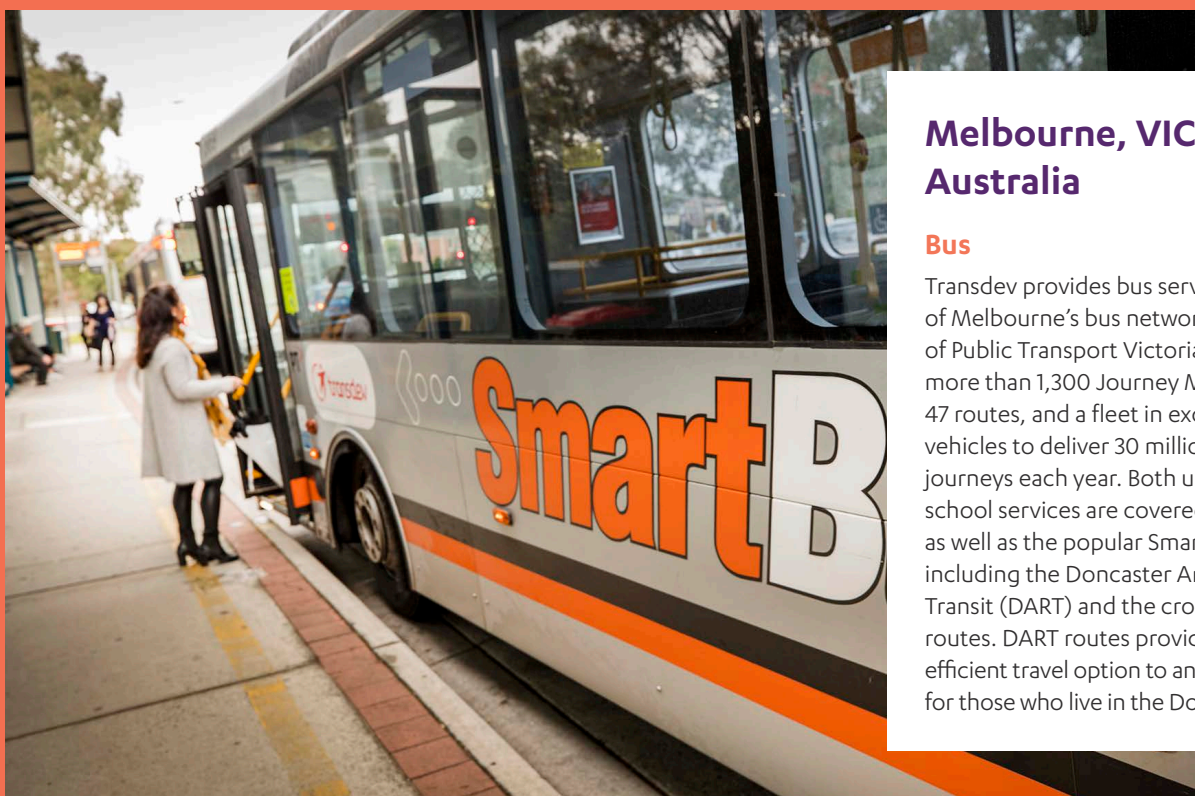 transdev
SmartB
Melbourne, VIC
Australia
Bus
Transdev provides bus serv
of Melbourne's bus networ
of Public Transport Victoria
more than 1,300 Journey M
47 routes, and a fleet in exc
vehicles to deliver 30 millio
journeys each year. Both u
school services are covere
as well as the popular Smar
including the Doncaster Ar
Transit (DART) and the cro
routes. DART routes provid
efficient travel option to an
for those who live in the Do